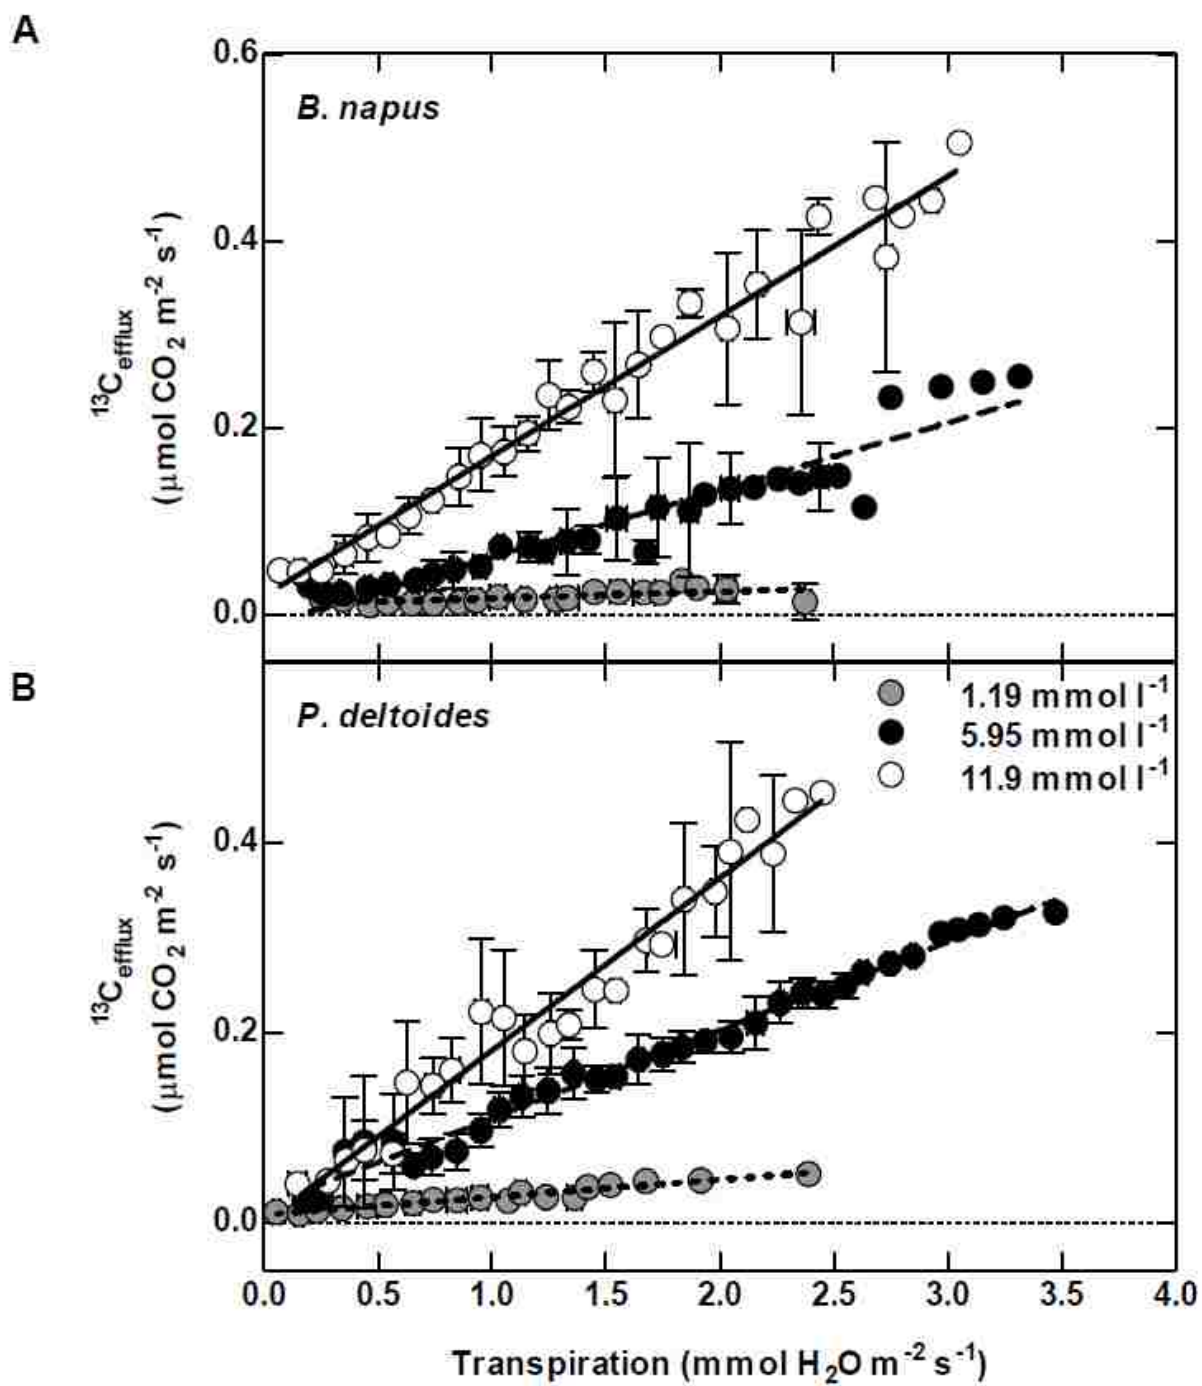 A
0.6
B. napus
0.4
0.2
0.0
¹³C_efflux
(μmol CO₂ m⁻² s⁻¹)
B
P. deltoides
1.19 mmol l⁻¹
5.95 mmol l⁻¹
11.9 mmol l⁻¹
0.4
0.2
0.0
¹³C_efflux
(μmol CO₂ m⁻² s⁻¹)
0.0 0.5 1.0 1.5 2.0 2.5 3.0 3.5 4.0
Transpiration (mmol H₂O m⁻² s⁻¹)